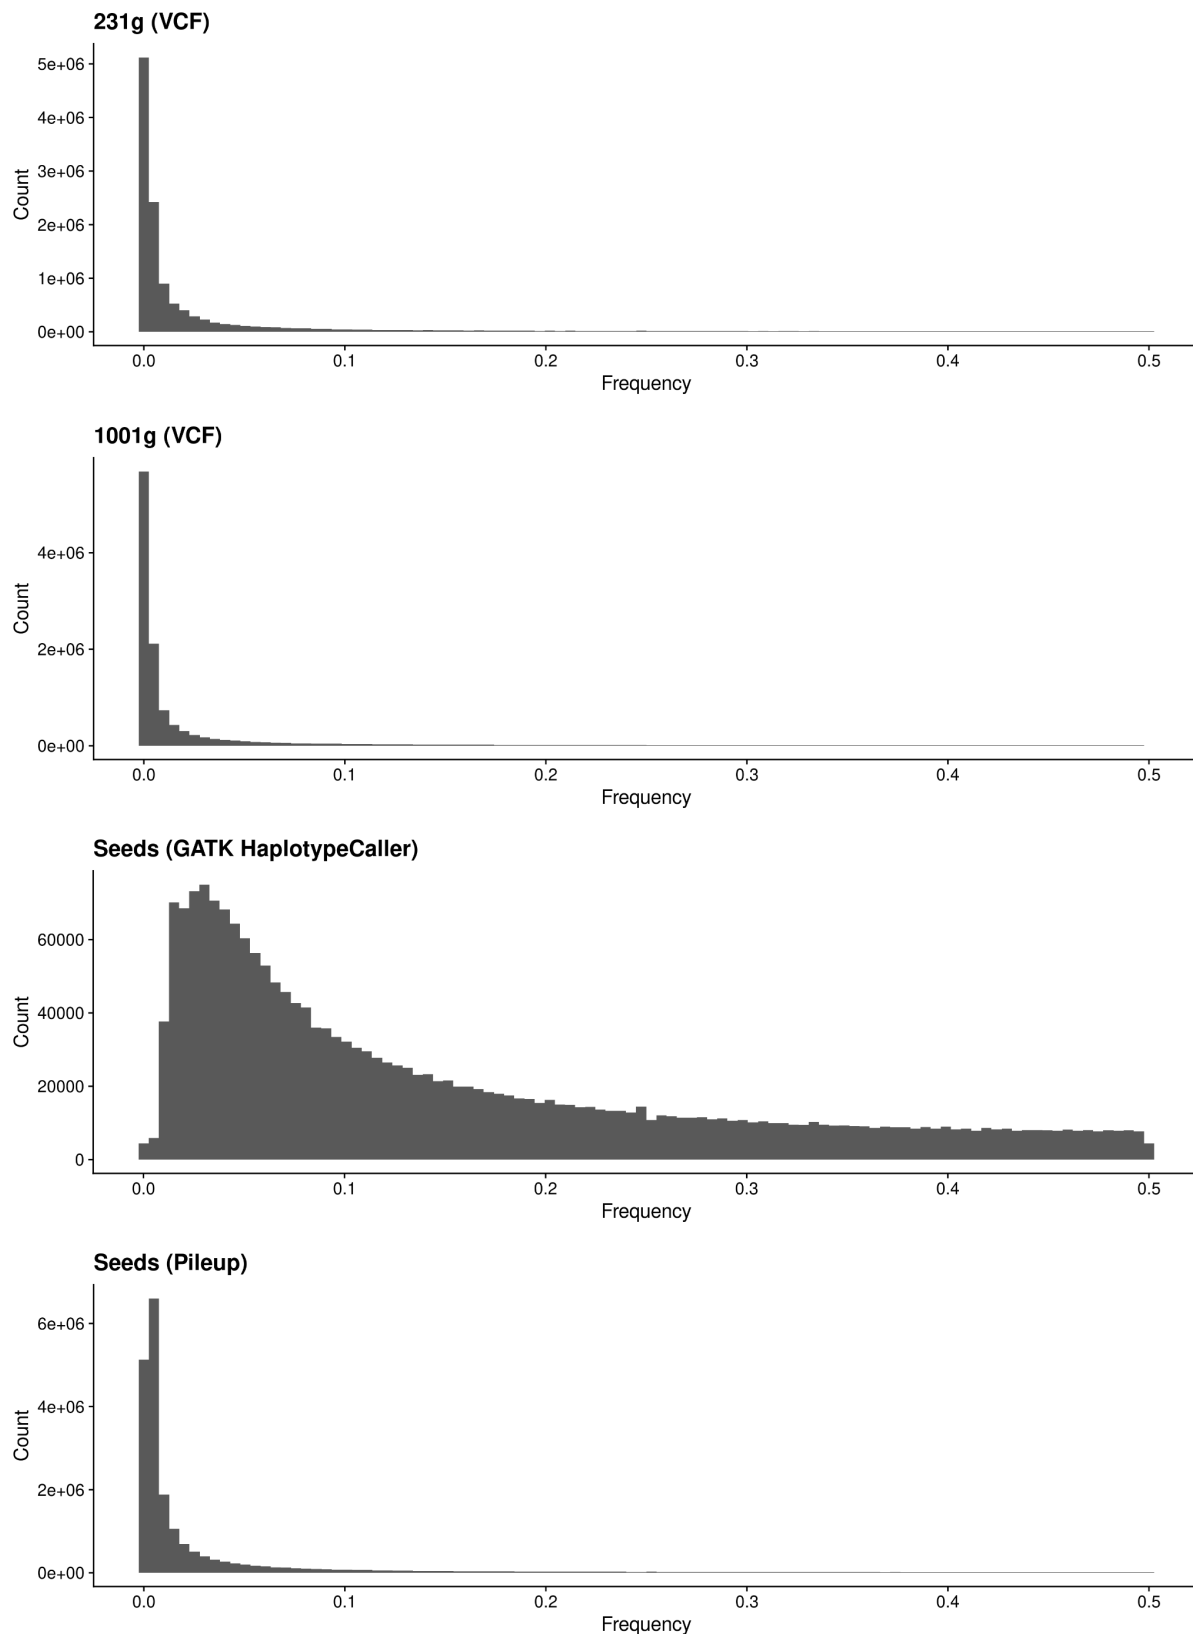 231g (VCF)
5e+06
4e+06
3e+06
2e+06
1e+06
0e+00
Count
0.0 0.1 0.2 0.3 0.4 0.5
Frequency
1001g (VCF)
4e+06
2e+06
0e+00
Count
0.0 0.1 0.2 0.3 0.4 0.5
Frequency
Seeds (GATK HaplotypeCaller)
60000
40000
20000
0
Count
0.0 0.1 0.2 0.3 0.4 0.5
Frequency
Seeds (Pileup)
6e+06
4e+06
2e+06
0e+00
Count
0.0 0.1 0.2 0.3 0.4 0.5
Frequency